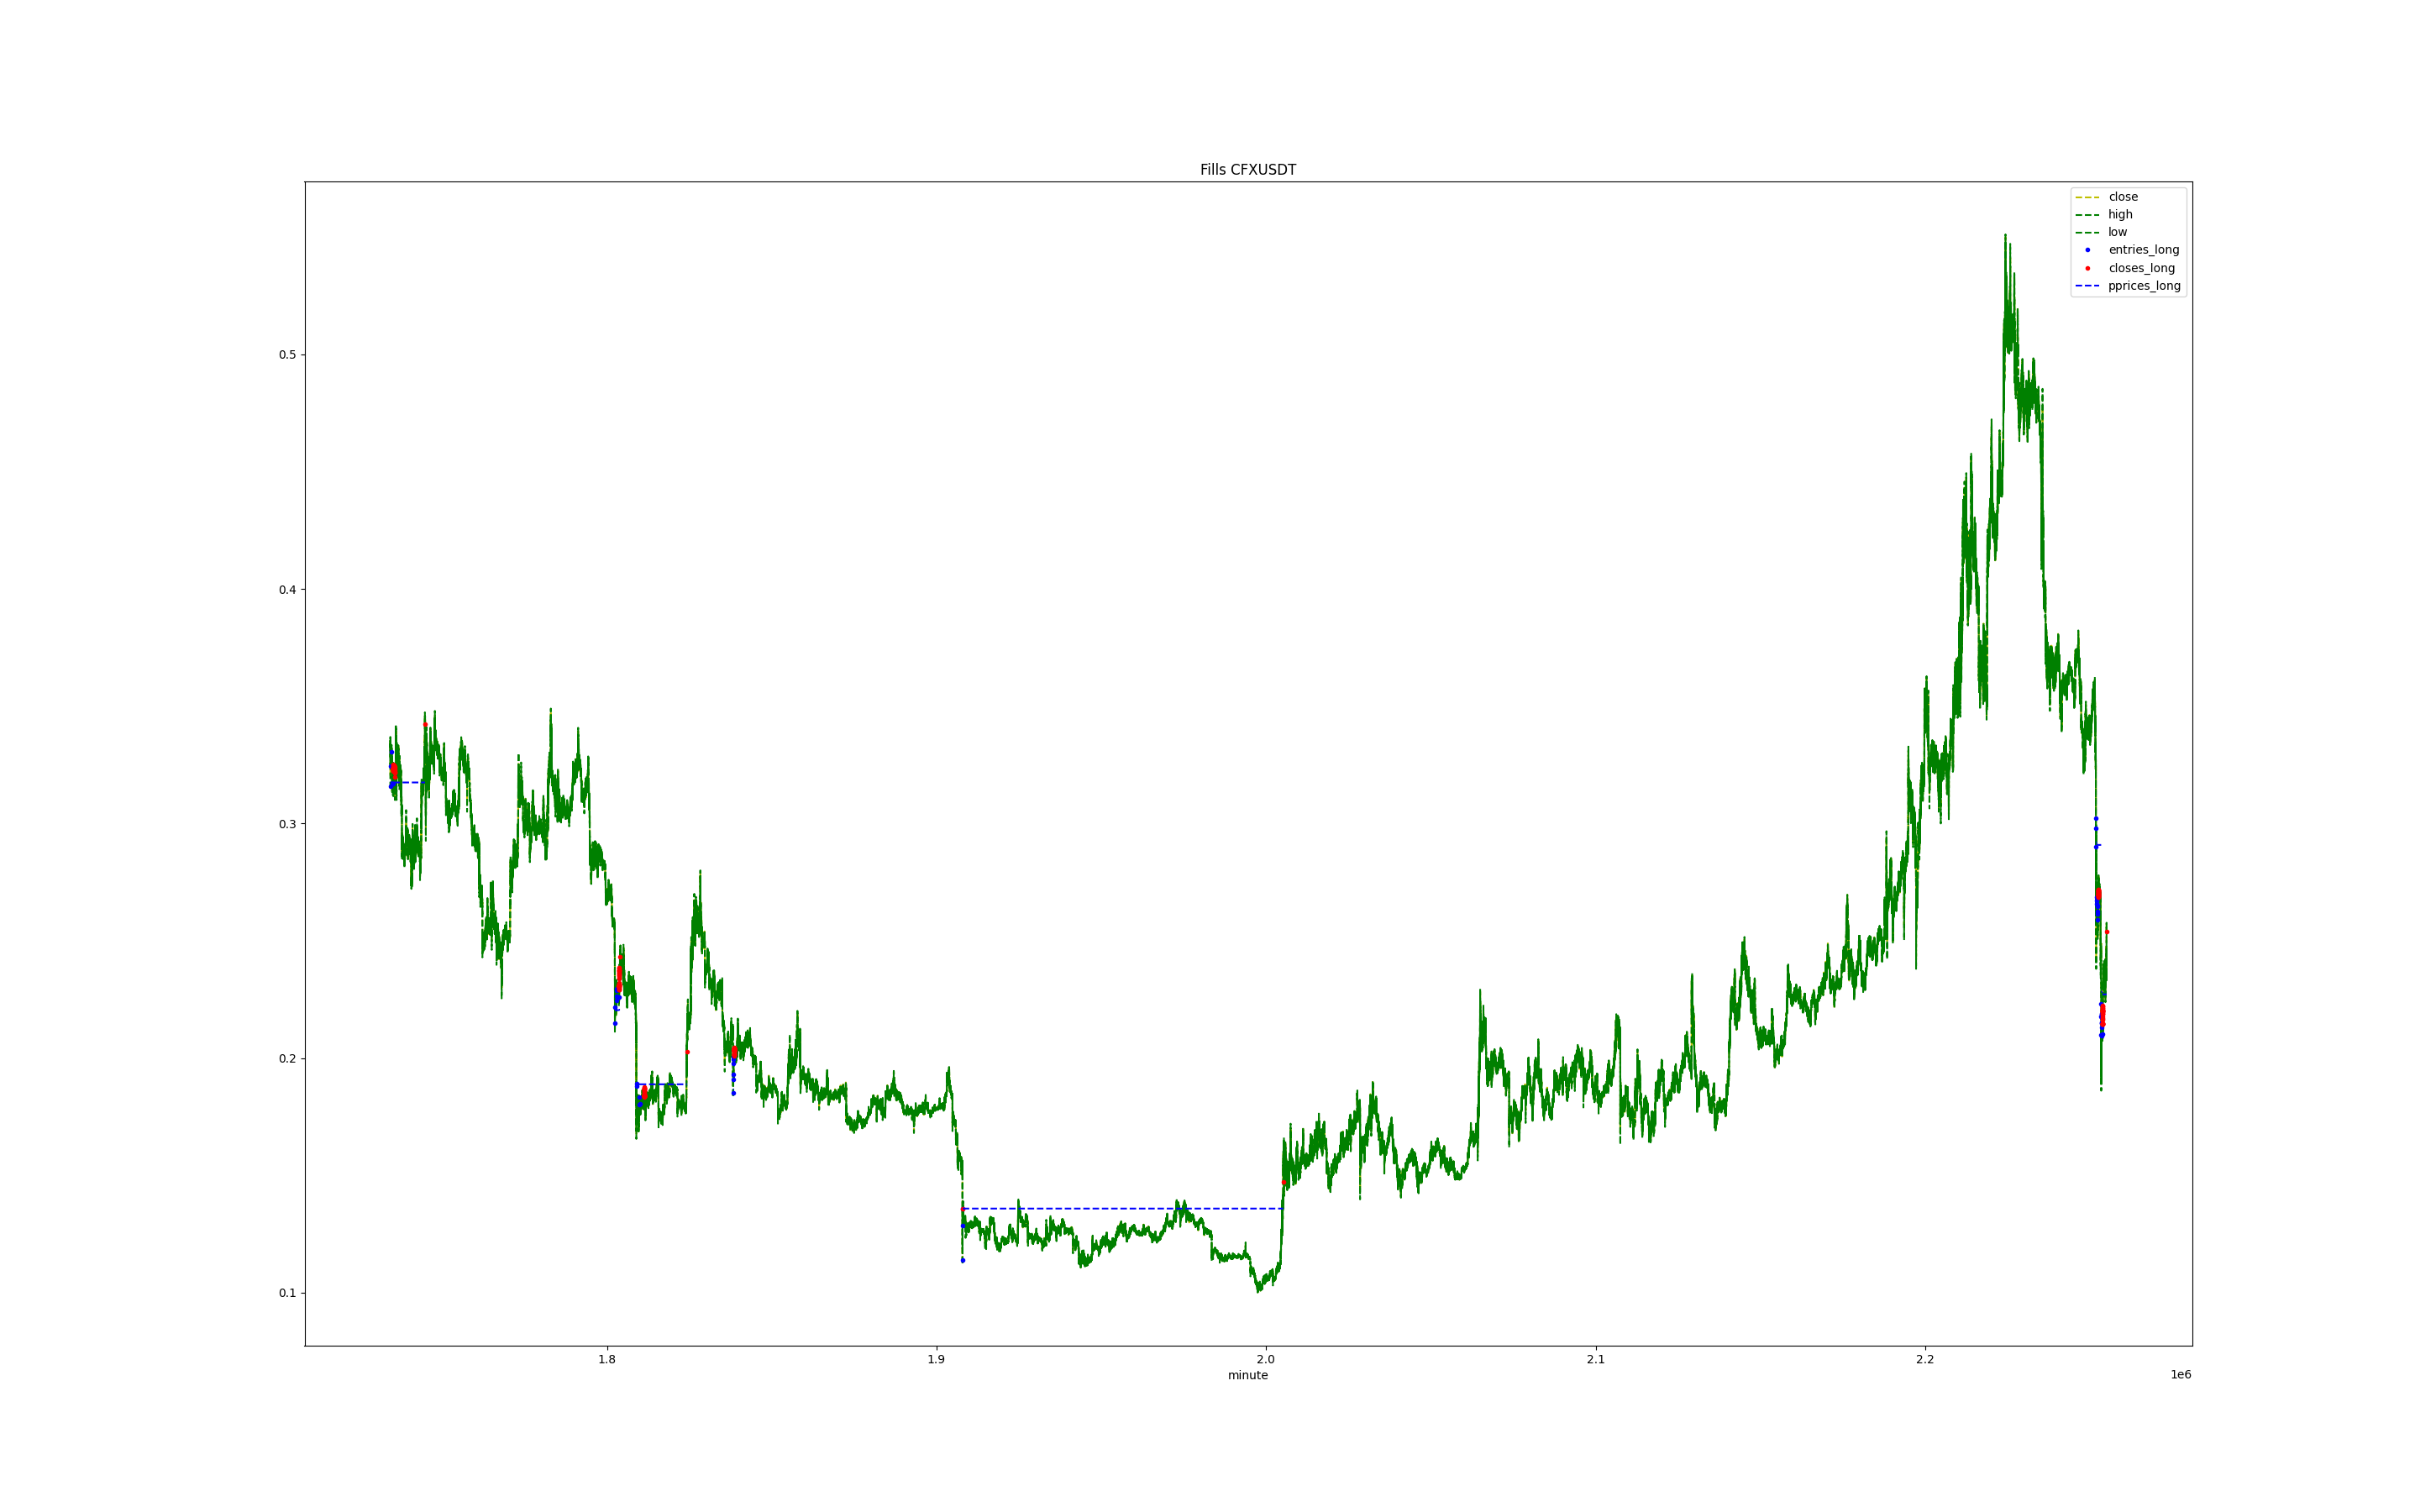 Fills CFXUSDT
close
high
low
entries_long
closes_long
pprices_long
0.5
0.4
0.3
0.2
0.1
1.8
1.9
2.0
2.1
2.2
minute
1e6